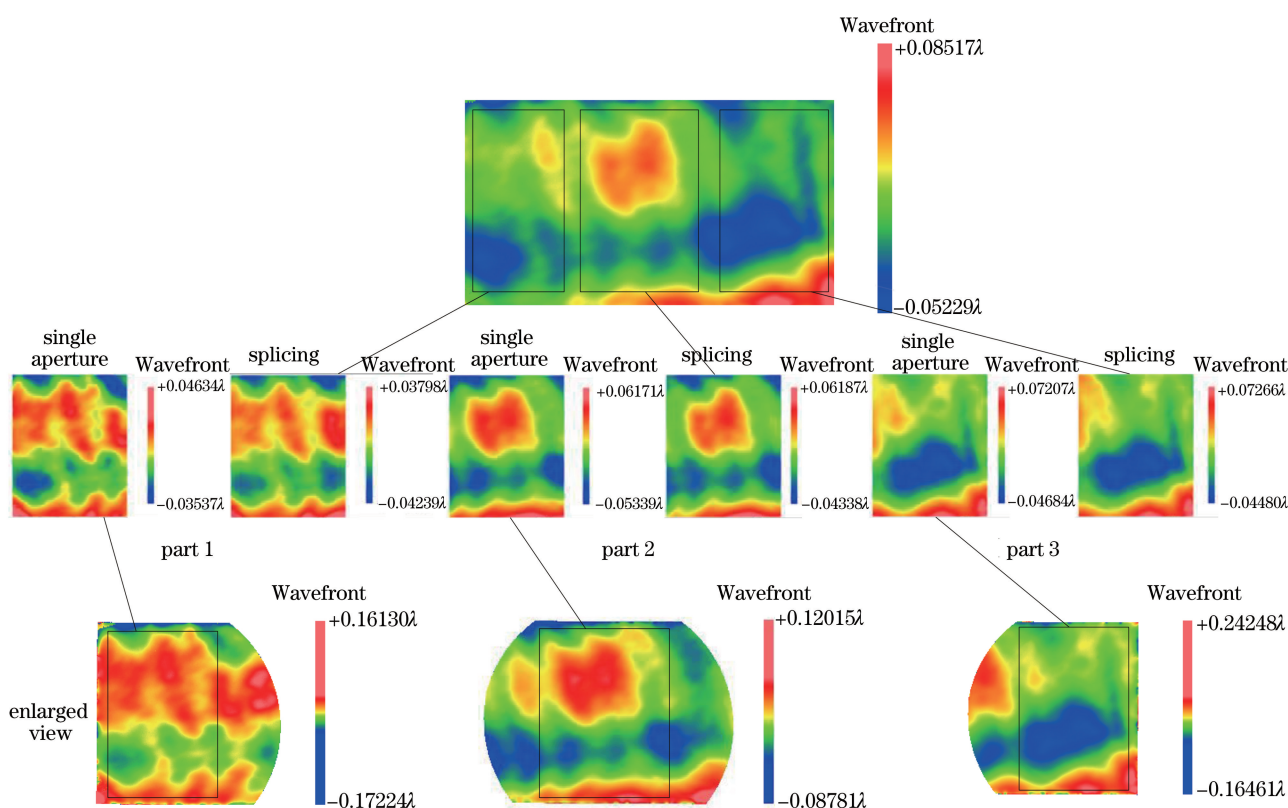 Wavefront
+0.08517λ
−0.05229λ
single
aperture
Wavefront
+0.04634λ
−0.03537λ
splicing
Wavefront
+0.03798λ
−0.04239λ
single
aperture
Wavefront
+0.06171λ
−0.05339λ
splicing
Wavefront
+0.06187λ
−0.04338λ
single
aperture
Wavefront
+0.07207λ
−0.04684λ
splicing
Wavefront
+0.07266λ
−0.04480λ
part 1
part 2
part 3
enlarged
view
Wavefront
+0.16130λ
−0.17224λ
Wavefront
+0.12015λ
−0.08781λ
Wavefront
+0.24248λ
−0.16461λ